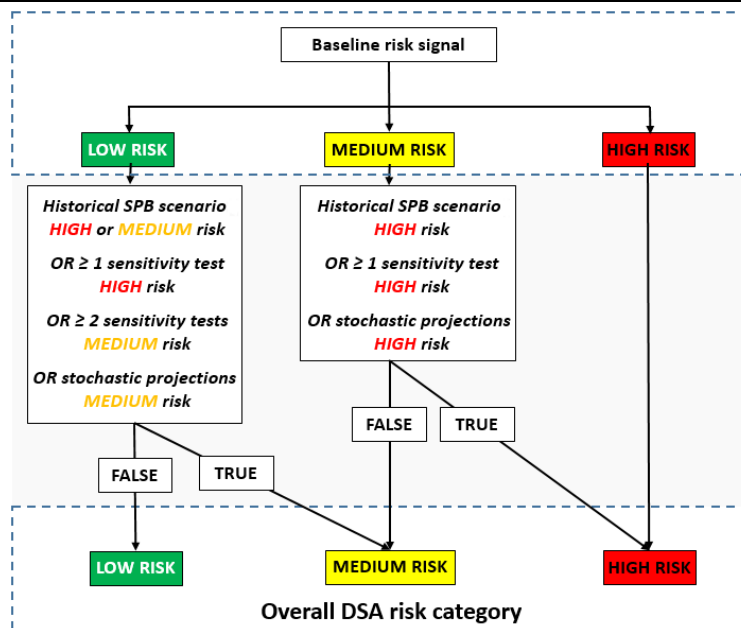 Baseline risk signal
LOW RISK
MEDIUM RISK
HIGH RISK
Historical SPB scenario
HIGH or MEDIUM risk
OR ≥ 1 sensitivity test
HIGH risk
OR ≥ 2 sensitivity tests
MEDIUM risk
OR stochastic projections
MEDIUM risk
Historical SPB scenario
HIGH risk
OR ≥ 1 sensitivity test
HIGH risk
OR stochastic projections
HIGH risk
FALSE
TRUE
FALSE
TRUE
LOW RISK
MEDIUM RISK
HIGH RISK
Overall DSA risk category